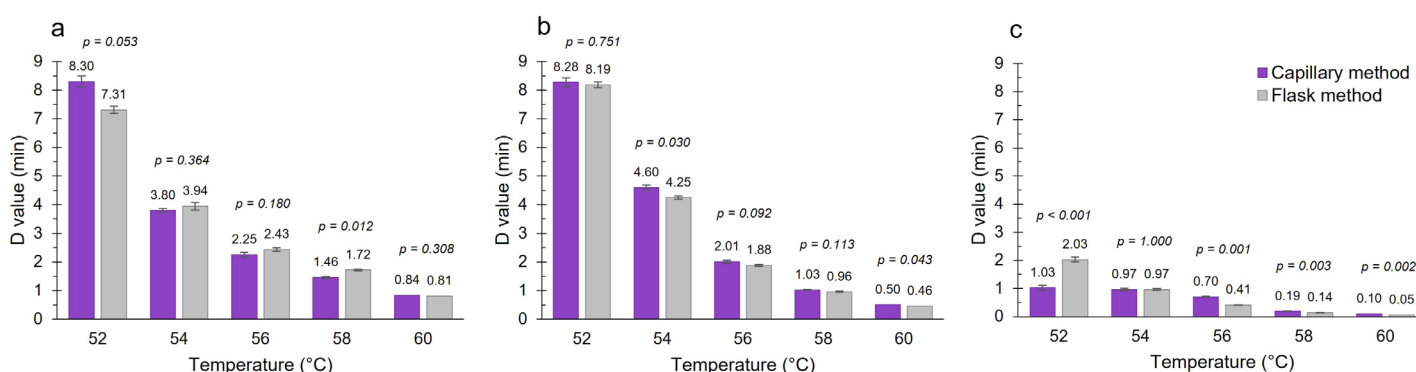 a
p = 0.053
9
8
7
6
5
4
3
2
1
0
D value (min)
8.30
7.31
p = 0.364
3.80 3.94
p = 0.180
2.25 2.43
p = 0.012
1.46 1.72
p = 0.308
0.84 0.81
52 54 56 58 60
Temperature (°C)
b
p = 0.751
9
8
7
6
5
4
3
2
1
0
D value (min)
8.28 8.19
p = 0.030
4.60 4.25
p = 0.092
2.01 1.88
p = 0.113
1.03 0.96
p = 0.043
0.50 0.46
52 54 56 58 60
Temperature (°C)
c
Capillary method
Flask method
9
8
7
6
5
4
3
2
1
0
D value (min)
p < 0.001
1.03 2.03
p = 1.000
0.97 0.97
p = 0.001
0.70 0.41
p = 0.003
0.19 0.14
p = 0.002
0.10 0.05
52 54 56 58 60
Temperature (°C)